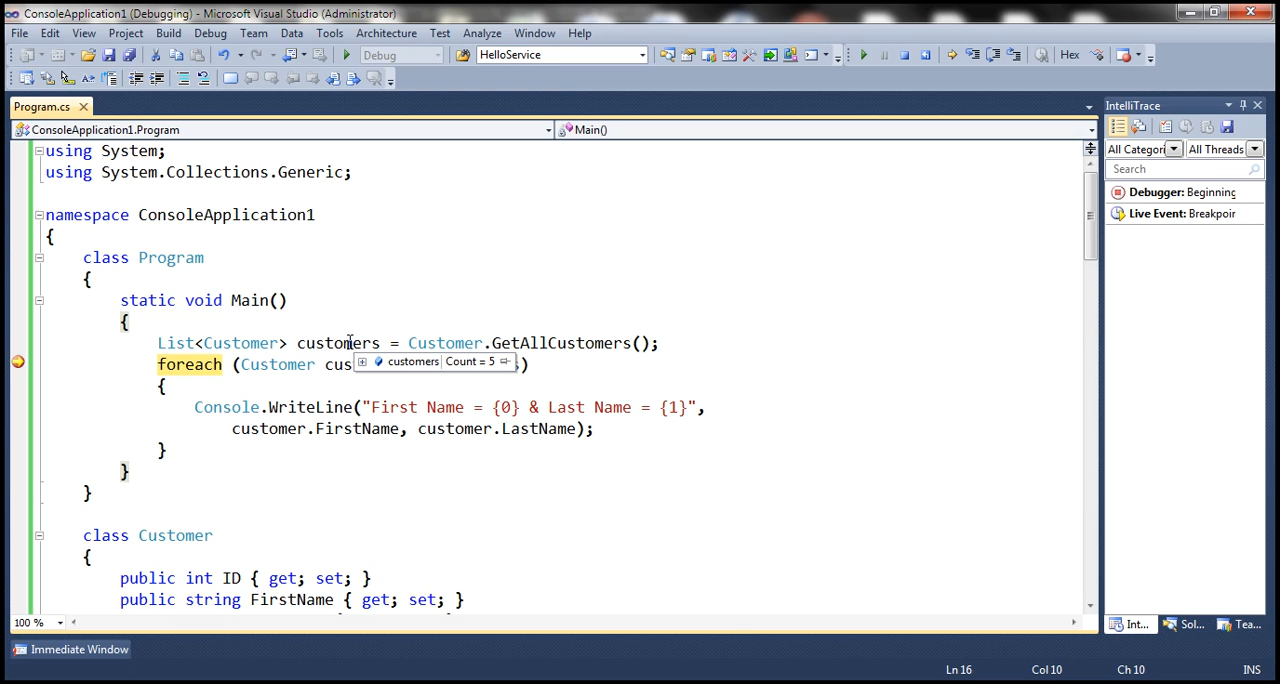 ConsoleApplication1 (Debugging) - Microsoft Visual Studio (Administrator)
File Edit View Project Build Debug Team Data Tools Architecture Test Analyze Window Help
Debug HelloService Hex
Program.cs
ConsoleApplication1.Program Main()
using System;
using System.Collections.Generic;
namespace ConsoleApplication1
{
class Program
{
static void Main()
{
List<Customer> customers = Customer.GetAllCustomers();
foreach (Customer cus s)
customers Count = 5
{
Console.WriteLine("First Name = {0} & Last Name = {1}",
customer.FirstName, customer.LastName);
}
}
}
class Customer
{
public int ID { get; set; }
public string FirstName { get; set; }
100 %
IntelliTrace
All Categori All Threads
Search
Debugger: Beginning
Live Event: Breakpoir
Int... Sol... Tea...
Immediate Window
Ln 16 Col 10 Ch 10 INS